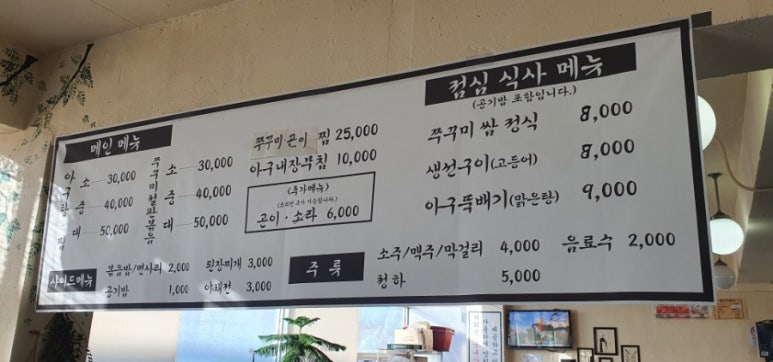 메인 메뉴
아구탕 찜
소 30,000
중 40,000
대 50,000
쭈꾸미철판볶음
소 30,000
중 40,000
대 50,000
쭈꾸미 곤이 찜 25,000
아구내장무침 10,000
(추가메뉴)
곤이·소라 6,000
사이드메뉴
볶음밥/면사리 2,000
공기밥 1,000
된장찌개 3,000
야채전 3,000
점심 식사 메뉴
(공기밥 포함입니다.)
쭈꾸미 쌈 정식 8,000
생선구이(고등어) 8,000
아구뚝배기(맑은탕) 9,000
주 류
소주/맥주/막걸리 4,000
청하 5,000
음료수 2,000